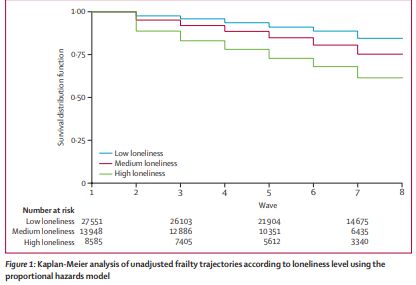 1·00
0·75
0·50
0·25
1
Survival distribution function
Low loneliness
Medium loneliness
High loneliness
1 2 3 4 5 6 7 8
Wave
Number at risk
Low loneliness 27551 26103 21904 14675
Medium loneliness 13948 12886 10351 6435
High loneliness 8585 7405 5612 3340
Figure 1: Kaplan-Meier analysis of unadjusted frailty trajectories according to loneliness level using the
proportional hazards model